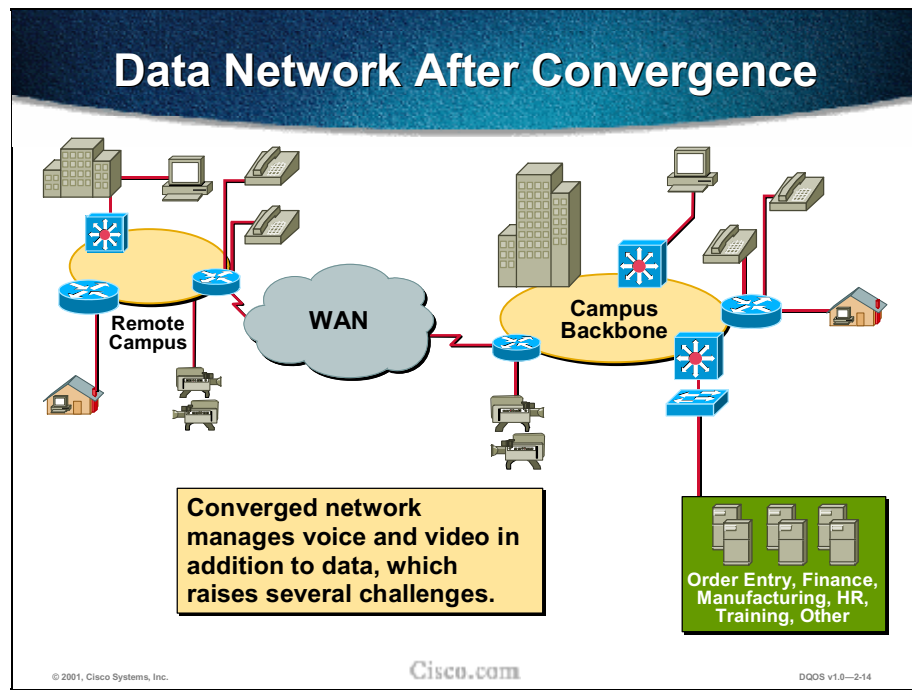 Data Network After Convergence
Remote
Campus
WAN
Campus
Backbone
Converged network
manages voice and video in
addition to data, which
raises several challenges.
Order Entry, Finance,
Manufacturing, HR,
Training, Other
© 2001, Cisco Systems, Inc.
Cisco.com
DQOS v1.0—2-14